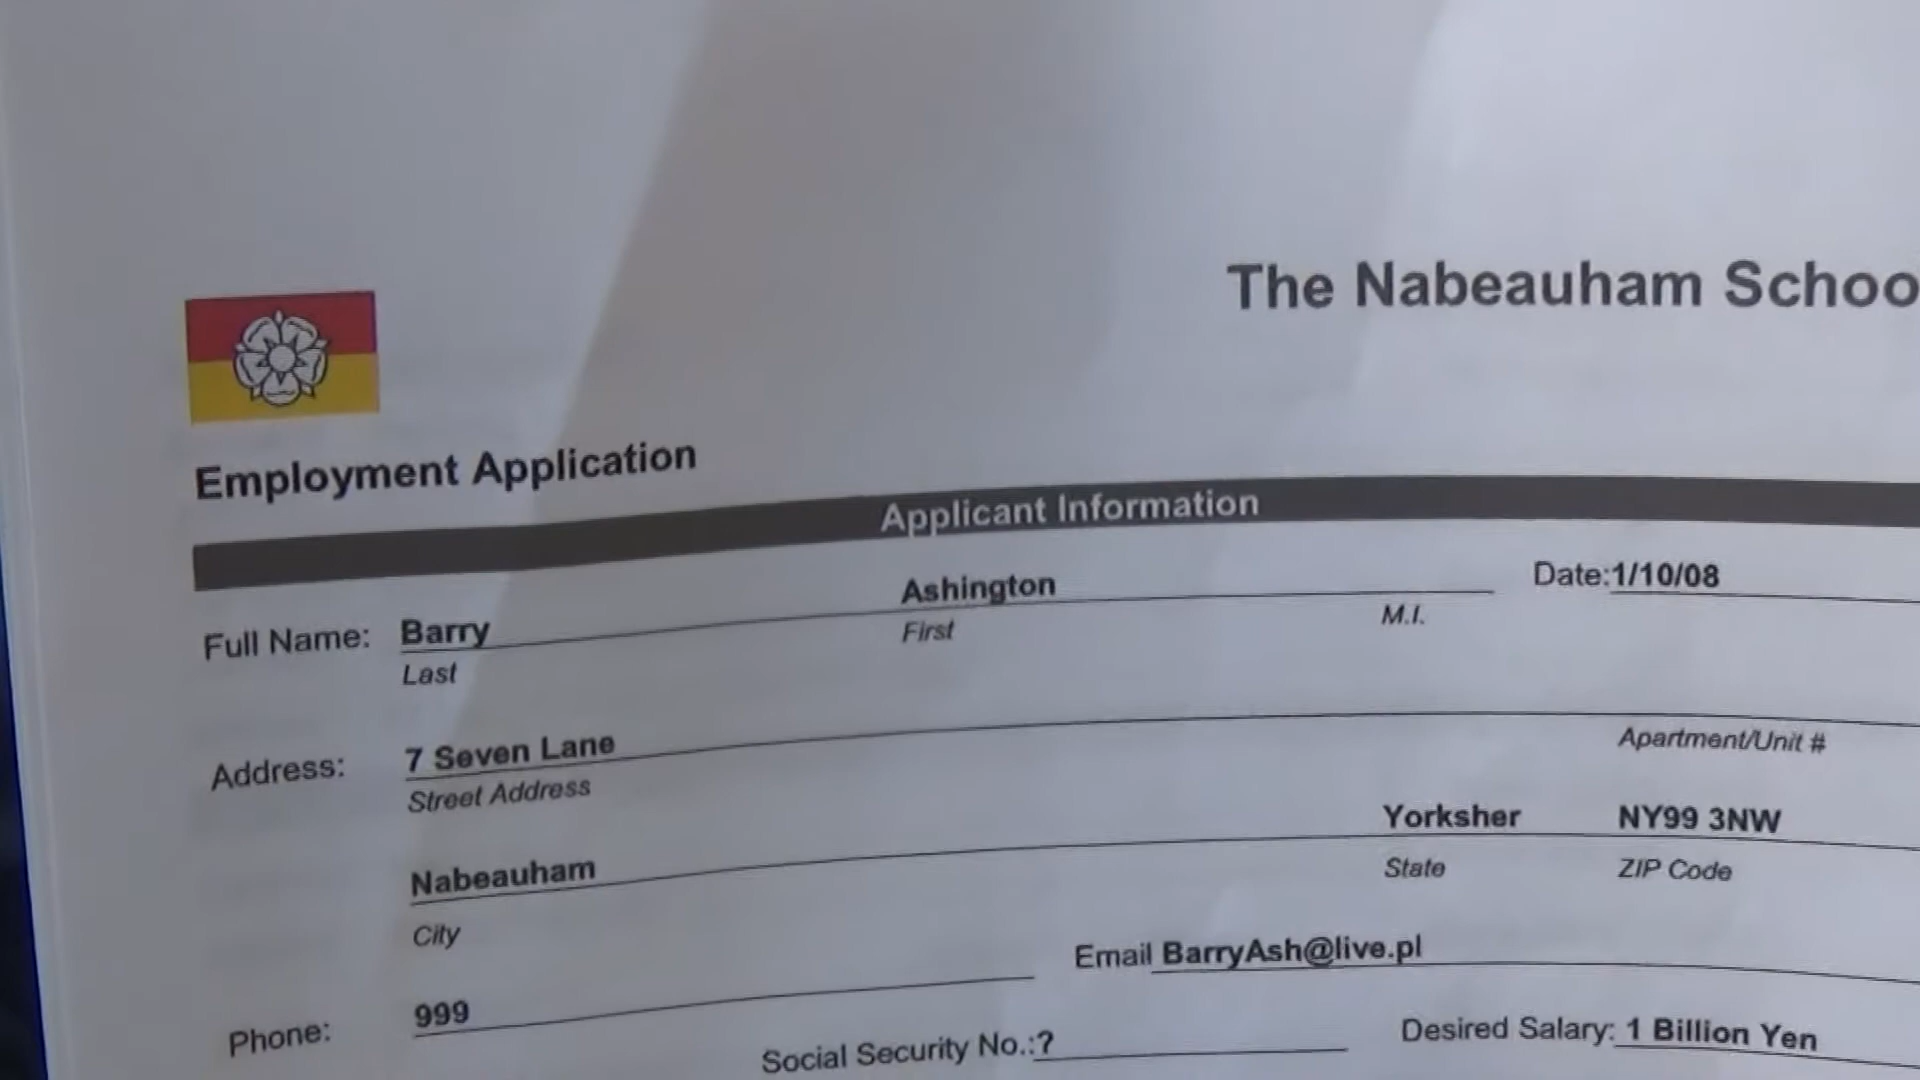 The Nabeauham Schoo
Employment Application
Applicant Information
Full Name: Barry Ashington Date:1/10/08
Last First M.I.
Address: 7 Seven Lane
Street Address Apartment/Unit #
Nabeauham Yorksher NY99 3NW
City State ZIP Code
Phone: 999 Email BarryAsh@live.pl
Social Security No.:? Desired Salary: 1 Billion Yen